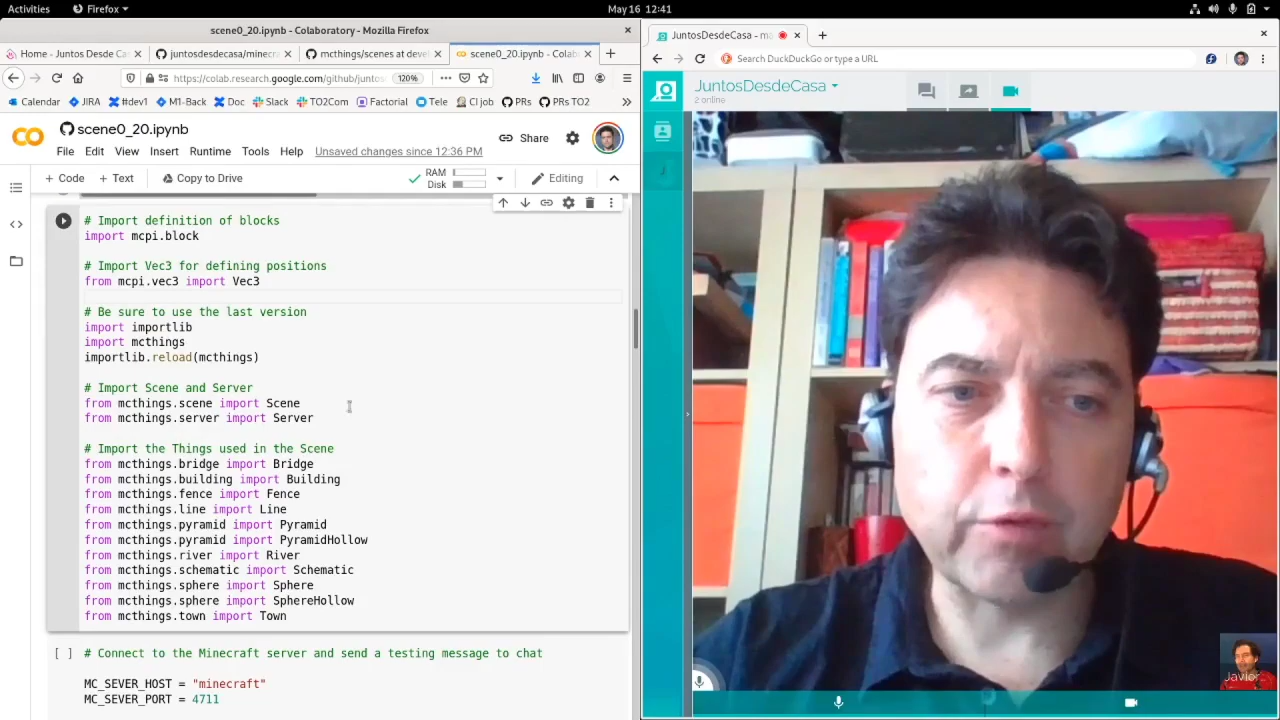 Activities
Firefox
May 16 12:41
scene0_20.ipynb - Colaboratory - Mozilla Firefox
Home - Juntos Desde C
juntosdesdecasa/minecr
mcthings/scenes at deve
scene0_20.ipynb - Colab
https://colab.research.google.com/github/juntos
120%
Calendar
JIRA
#tdev1
M1-Back
Doc
Slack
TO2Com
Factorial
Tele
CI job
PRs
PRs TO2
scene0_20.ipynb
Share
File Edit View Insert Runtime Tools Help Unsaved changes since 12:36 PM
+ Code + Text Copy to Drive
RAM
Disk
Editing
# Import definition of blocks
import mcpi.block
# Import Vec3 for defining positions
from mcpi.vec3 import Vec3
# Be sure to use the last version
import importlib
import mcthings
importlib.reload(mcthings)
# Import Scene and Server
from mcthings.scene import Scene
from mcthings.server import Server
# Import the Things used in the Scene
from mcthings.bridge import Bridge
from mcthings.building import Building
from mcthings.fence import Fence
from mcthings.line import Line
from mcthings.pyramid import Pyramid
from mcthings.pyramid import PyramidHollow
from mcthings.river import River
from mcthings.schematic import Schematic
from mcthings.sphere import Sphere
from mcthings.sphere import SphereHollow
from mcthings.town import Town
[ ] # Connect to the Minecraft server and send a testing message to chat
MC_SEVER_HOST = "minecraft"
MC_SEVER_PORT = 4711
JuntosDesdeCasa - ma
Search DuckDuckGo or type a URL
JuntosDesdeCasa
2 online
J
Javior...